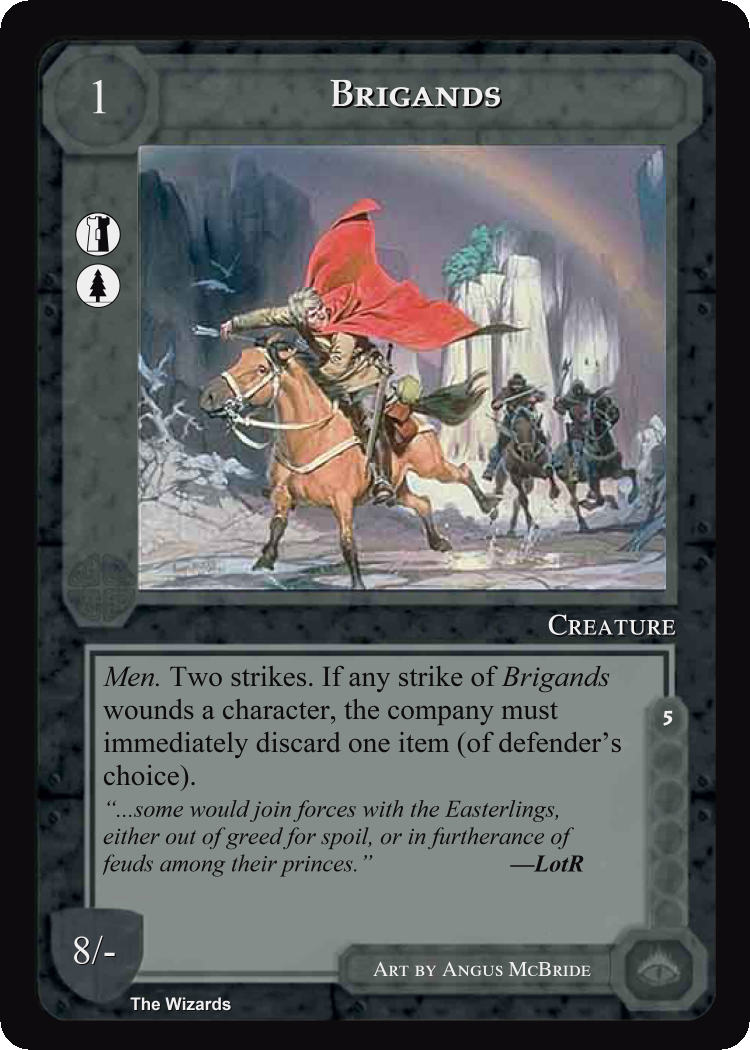 1
BRIGANDS
CREATURE
Men. Two strikes. If any strike of Brigands
wounds a character, the company must
immediately discard one item (of defender’s
choice).
“...some would join forces with the Easterlings,
either out of greed for spoil, or in furtherance of
feuds among their princes.” —LotR
5
8/-
ART BY ANGUS MCBRIDE
The Wizards